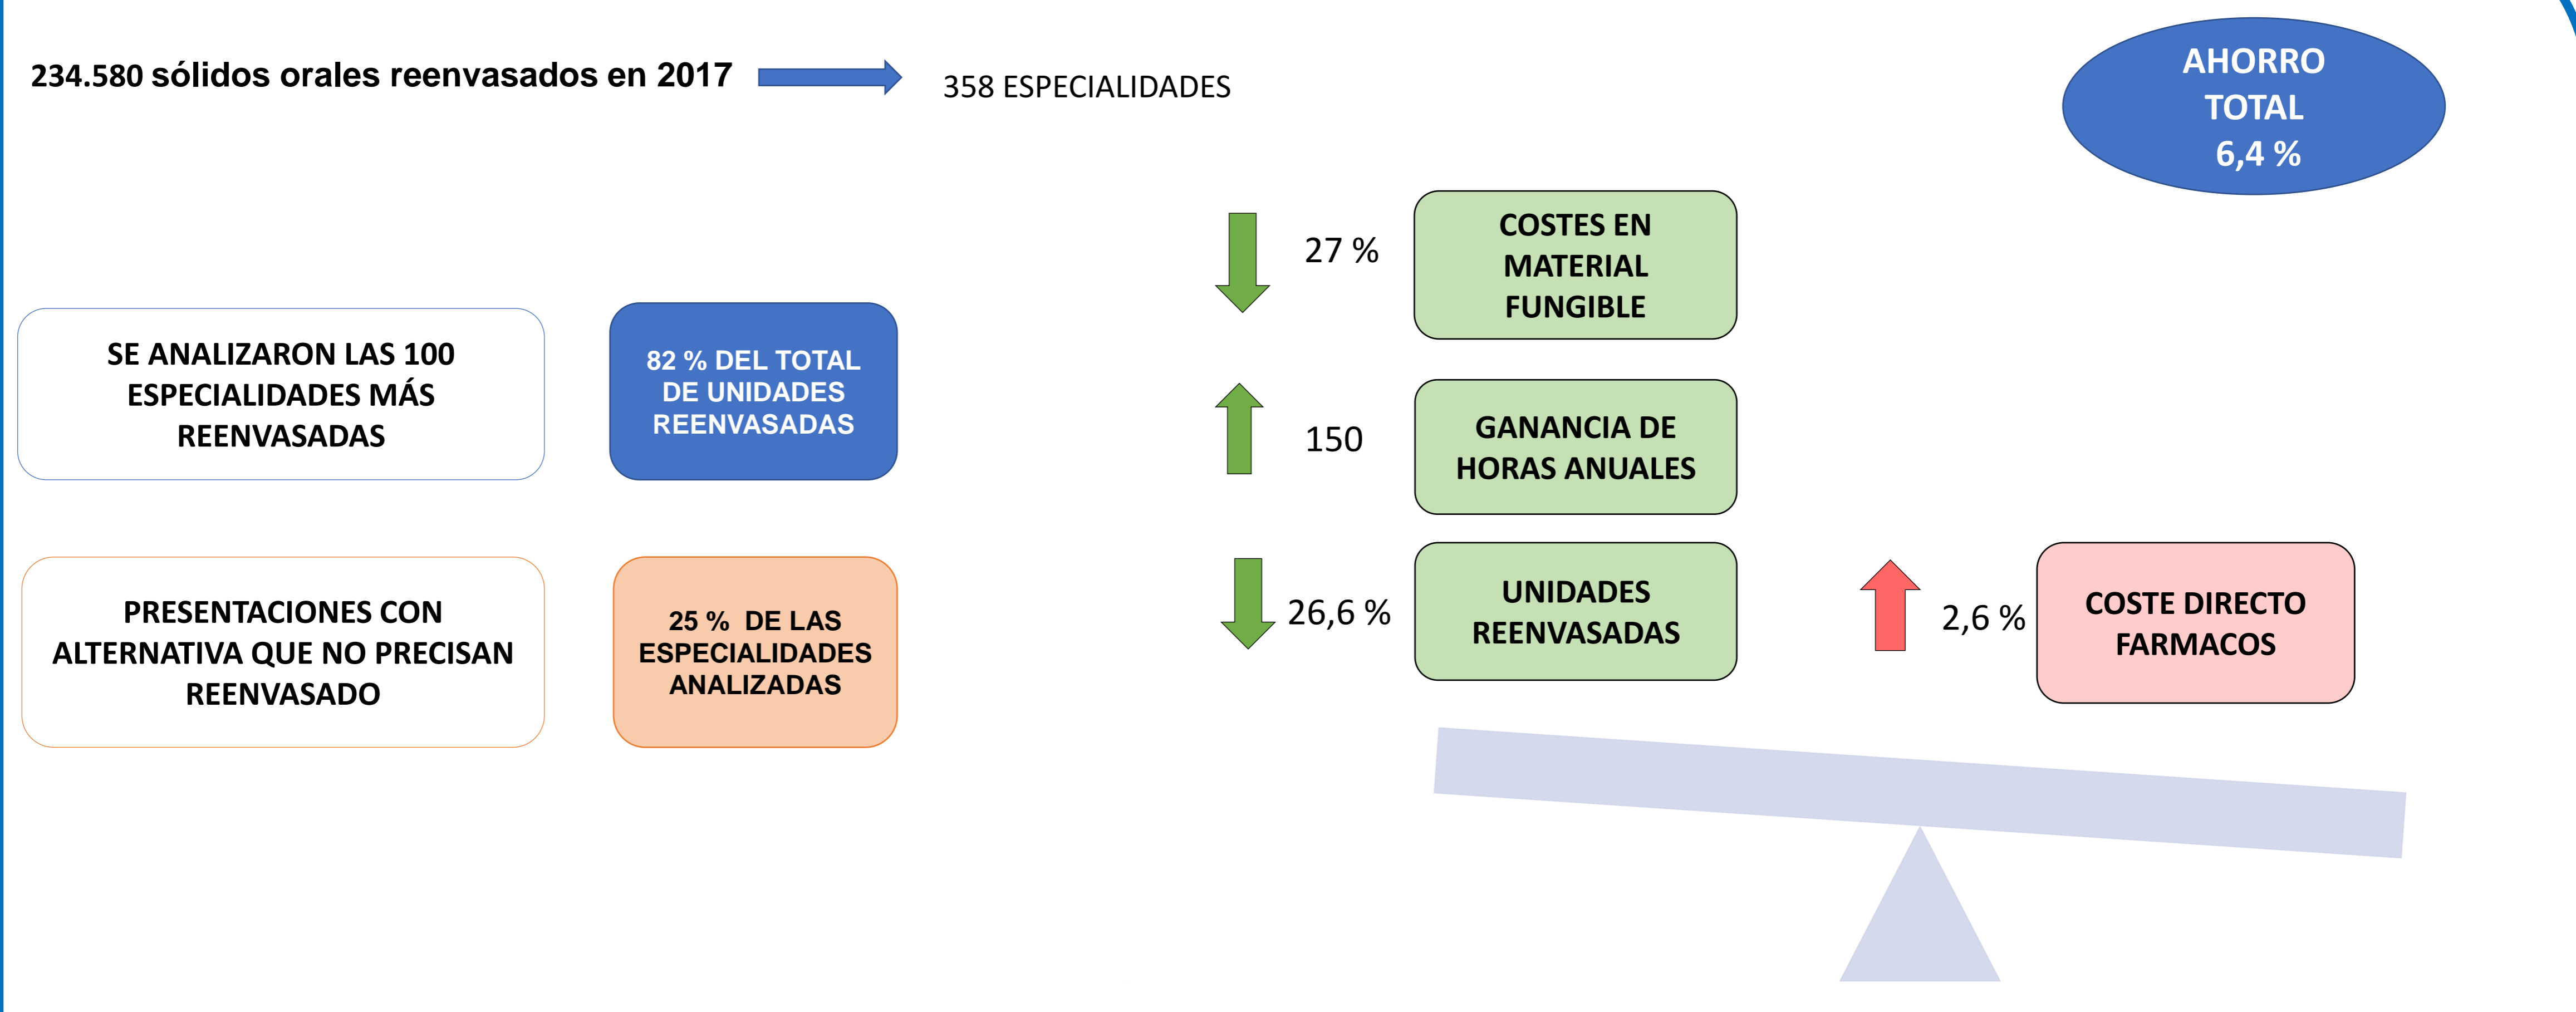 234.580 sólidos orales reenvasados en 2017
358 ESPECIALIDADES
AHORRO
TOTAL
6,4 %
SE ANALIZARON LAS 100
ESPECIALIDADES MÁS
REENVASADAS
82 % DEL TOTAL
DE UNIDADES
REENVASADAS
PRESENTACIONES CON
ALTERNATIVA QUE NO PRECISAN
REENVASADO
25 % DE LAS
ESPECIALIDADES
ANALIZADAS
27 %
COSTES EN
MATERIAL
FUNGIBLE
150
GANANCIA DE
HORAS ANUALES
26,6 %
UNIDADES
REENVASADAS
2,6 %
COSTE DIRECTO
FARMACOS